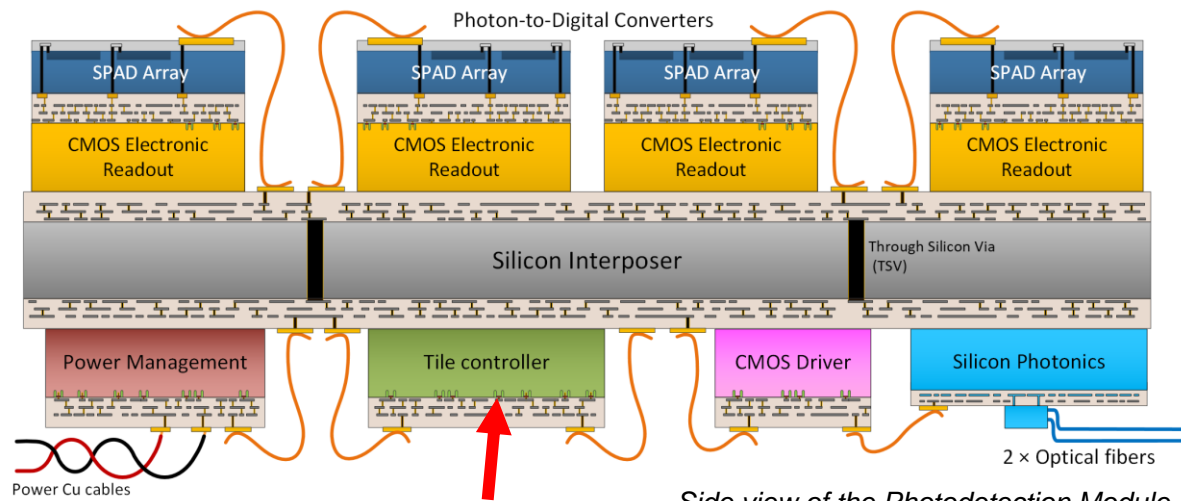 Photon-to-Digital Converters
SPAD Array
SPAD Array
SPAD Array
SPAD Array
CMOS Electronic
Readout
CMOS Electronic
Readout
CMOS Electronic
Readout
CMOS Electronic
Readout
Silicon Interposer
Through Silicon Via
(TSV)
Power Management
Tile controller
CMOS Driver
Silicon Photonics
2 × Optical fibers
Power Cu cables
Side view of the Photodetection Module